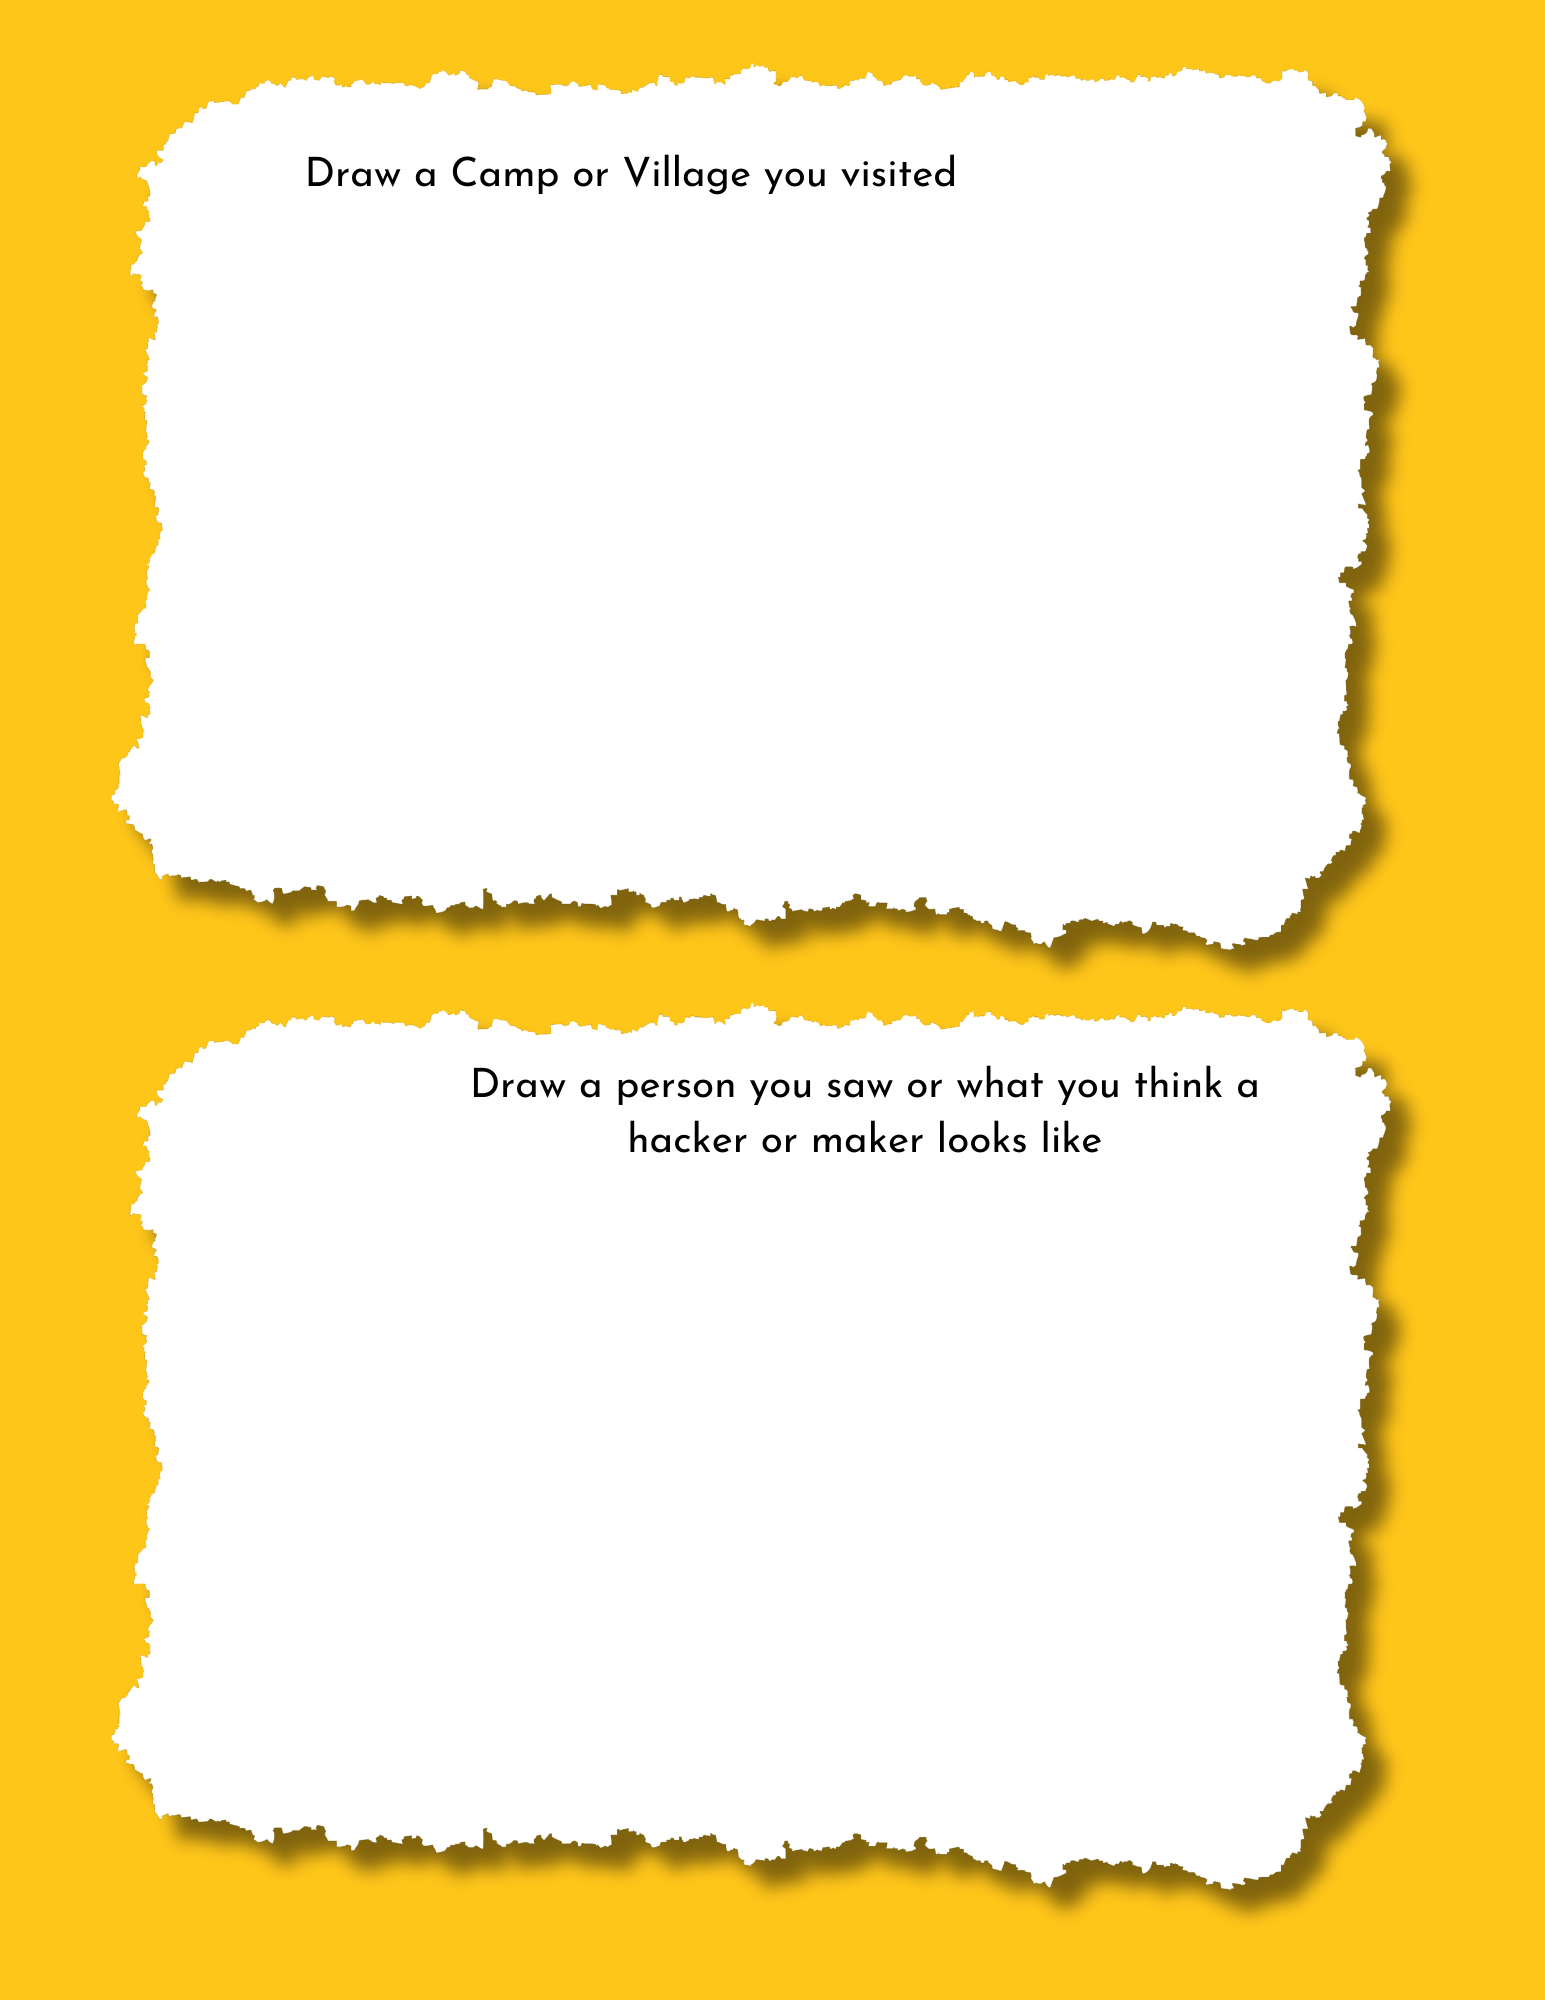 Draw a Camp or Village you visited
Draw a person you saw or what you think a
hacker or maker looks like